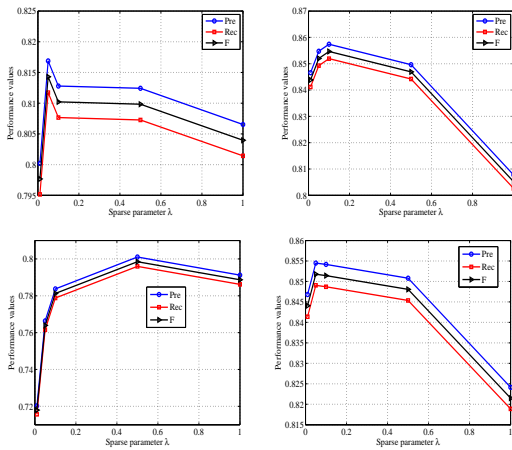 0.825
0.82
0.815
0.81
0.805
0.8
0.795
0 0.2 0.4 0.6 0.8 1
Performance values
Sparse parameter λ
Pre
Rec
F
0.87
0.86
0.85
0.84
0.83
0.82
0.81
0.8
0 0.2 0.4 0.6 0.8 1
Performance values
Sparse parameter λ
Pre
Rec
F
0.8
0.78
0.76
0.74
0.72
0 0.2 0.4 0.6 0.8 1
Performance values
Sparse parameter λ
Pre
Rec
F
0.86
0.855
0.85
0.845
0.84
0.835
0.83
0.825
0.82
0.815
0 0.2 0.4 0.6 0.8 1
Performance values
Sparse parameter λ
Pre
Rec
F